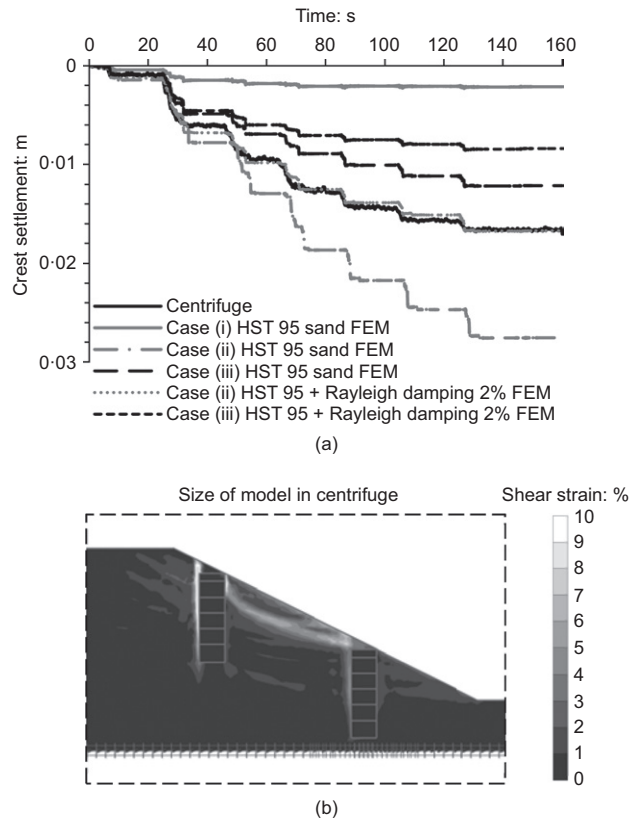 Time: s
0 20 40 60 80 100 120 140 160
0
0·01
0·02
0·03
Crest settlement: m
Centrifuge
Case (i) HST 95 sand FEM
Case (ii) HST 95 sand FEM
Case (iii) HST 95 sand FEM
Case (ii) HST 95 + Rayleigh damping 2% FEM
Case (iii) HST 95 + Rayleigh damping 2% FEM
(a)
Size of model in centrifuge
Shear strain: %
10
9
8
7
6
5
4
3
2
1
0
(b)